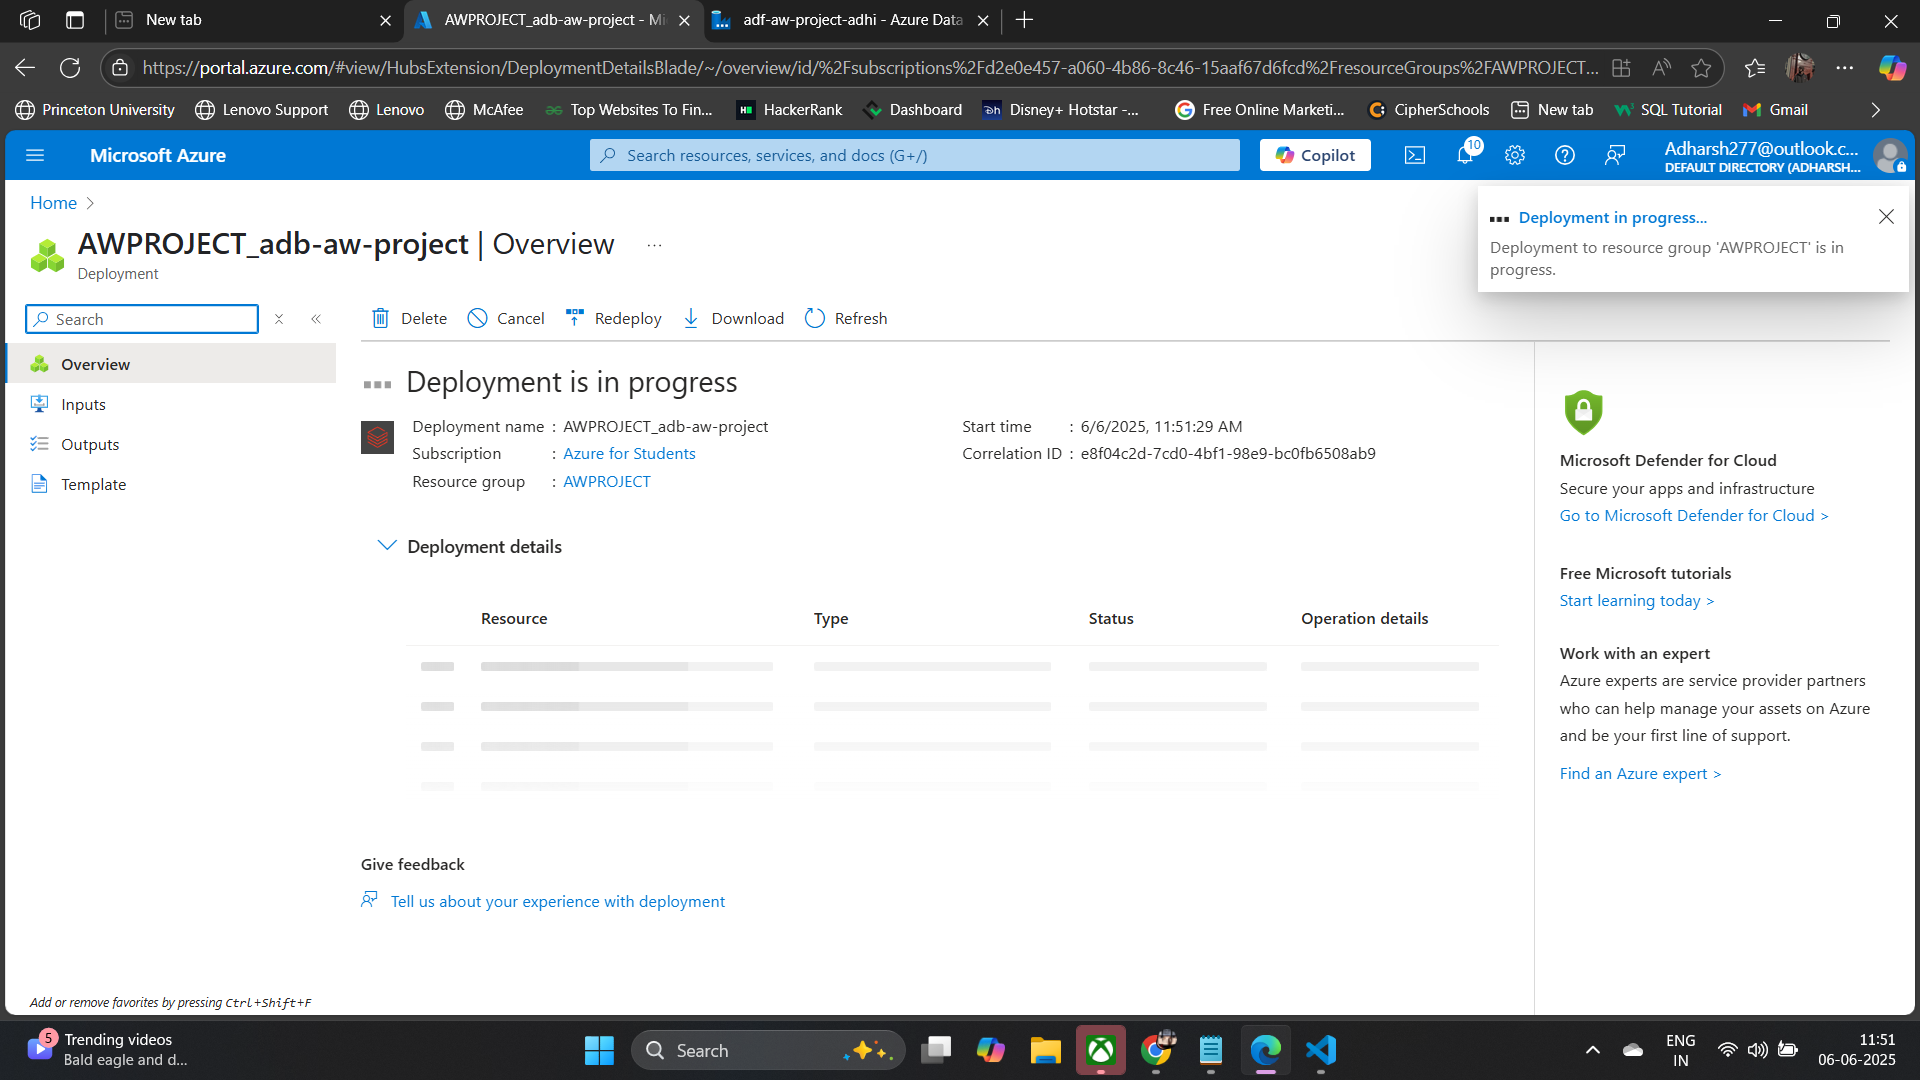 New tab
AWPROJECT_adb-aw-project - Mi
adf-aw-project-adhi - Azure Data
https://portal.azure.com/#view/HubsExtension/DeploymentDetailsBlade/~/overview/id/%2Fsubscriptions%2Fd2e0e457-a060-4b86-8c46-15aaf67d6fcd%2FresourceGroups%2FAWPROJECT...
Princeton University
Lenovo Support
Lenovo
McAfee
Top Websites To Fin...
HackerRank
Dashboard
Disney+ Hotstar -...
Free Online Marketi...
CipherSchools
New tab
SQL Tutorial
Gmail
Microsoft Azure
Search resources, services, and docs (G+/)
Copilot
10
Adharsh277@outlook.c...
DEFAULT DIRECTORY (ADHARSH...
Home
Deployment in progress...
Deployment to resource group 'AWPROJECT' is in
progress.
AWPROJECT_adb-aw-project | Overview
Deployment
Search
Delete
Cancel
Redeploy
Download
Refresh
Overview
Inputs
Outputs
Template
Deployment is in progress
Deployment name : AWPROJECT_adb-aw-project
Subscription : Azure for Students
Resource group : AWPROJECT
Start time : 6/6/2025, 11:51:29 AM
Correlation ID : e8f04c2d-7cd0-4bf1-98e9-bc0fb6508ab9
Deployment details
Resource Type Status Operation details
Give feedback
Tell us about your experience with deployment
Microsoft Defender for Cloud
Secure your apps and infrastructure
Go to Microsoft Defender for Cloud >
Free Microsoft tutorials
Start learning today >
Work with an expert
Azure experts are service provider partners
who can help manage your assets on Azure
and be your first line of support.
Find an Azure expert >
Add or remove favorites by pressing Ctrl+Shift+F
5
Trending videos
Bald eagle and d...
Search
ENG
IN
11:51
06-06-2025